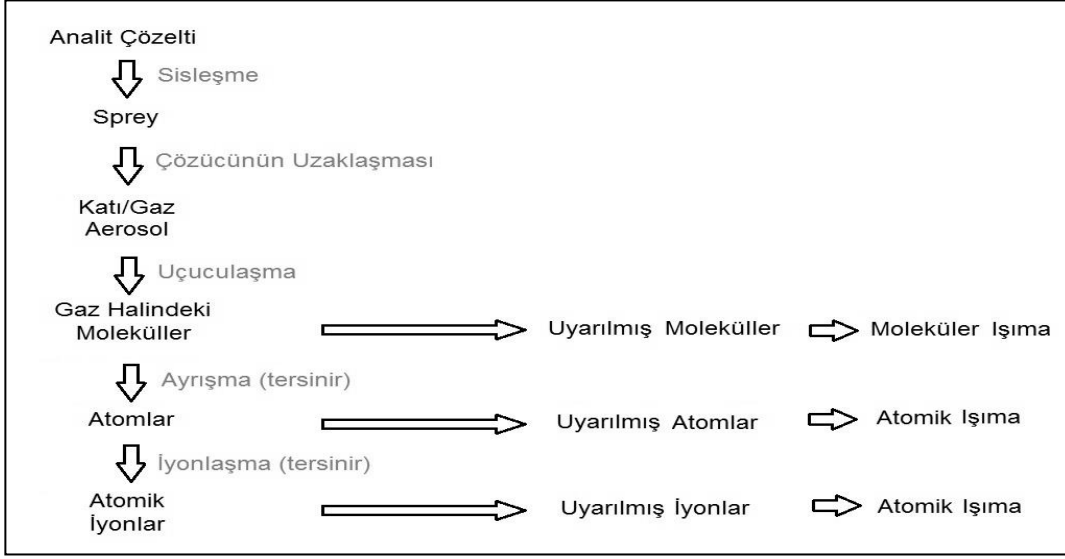 Analit Çözelti
Sisleşme
Sprey
Çözücünün Uzaklaşması
Katı/Gaz
Aerosol
Uçuculaşma
Gaz Halindeki
Moleküller
Uyarılmış Moleküller
Moleküler Işıma
Ayrışma (tersinir)
Atomlar
Uyarılmış Atomlar
Atomik Işıma
İyonlaşma (tersinir)
Atomik
İyonlar
Uyarılmış İyonlar
Atomik Işıma